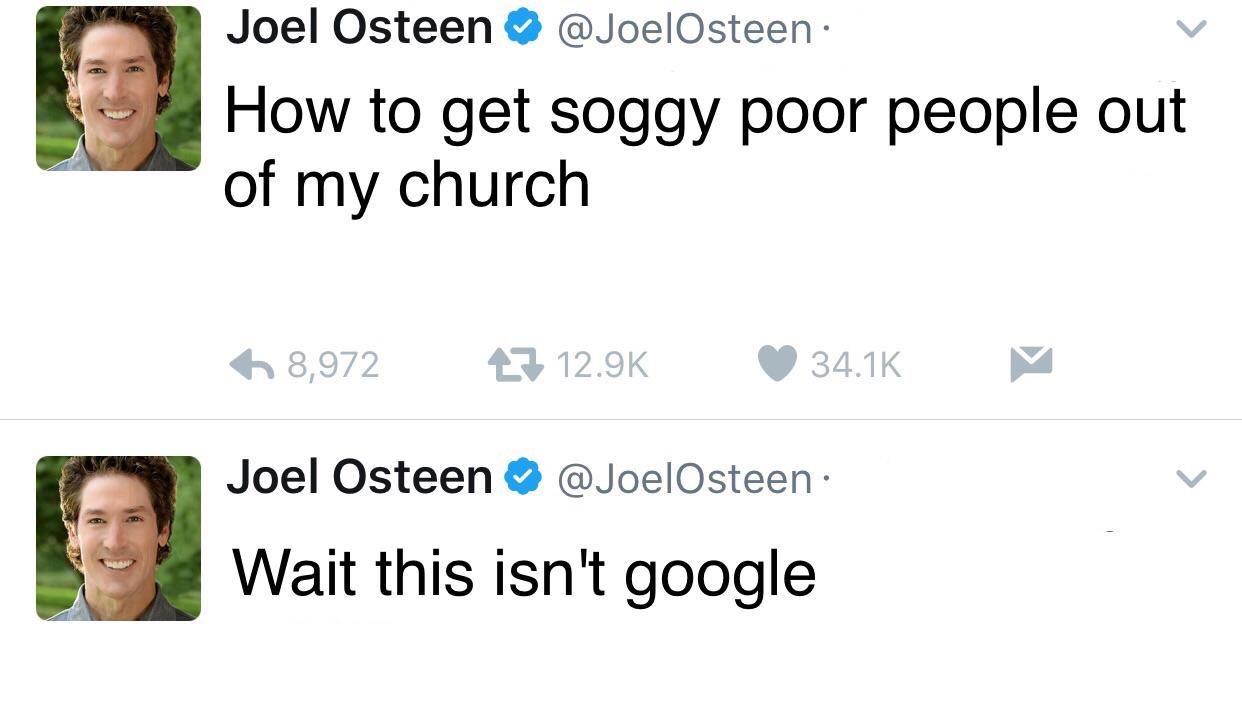 Joel Osteen @JoelOsteen ·
How to get soggy poor people out
of my church
8,972 12.9K 34.1K
Joel Osteen @JoelOsteen ·
Wait this isn't google